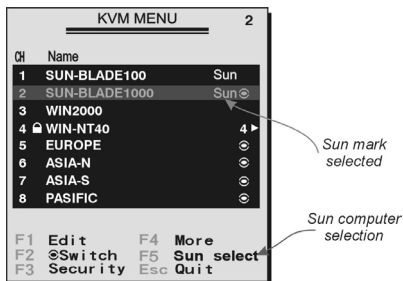 KVM MENU 2
CH Name
1 SUN-BLADE100 Sun
2 SUN-BLADE1000 Sun
3 WIN2000
4 WIN-NT40 4
5 EUROPE
6 ASIA-N
7 ASIA-S
8 PASIFIC
Sun mark
selected
Sun computer
selection
F1 Edit F4 More
F2 Switch F5 Sun select
F3 Security Esc Quit